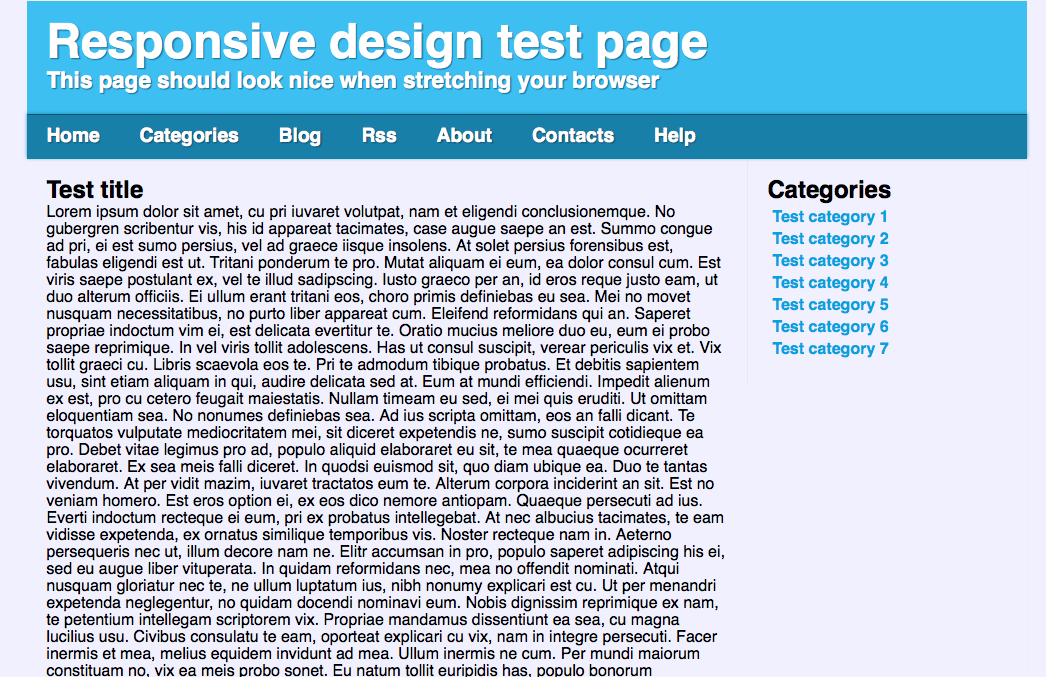 Responsive design test page
This page should look nice when stretching your browser
Home Categories Blog Rss About Contacts Help
Test title
Lorem ipsum dolor sit amet, cu pri iuvaret volutpat, nam et eligendi conclusionemque. No
gubergren scribentur vis, his id appareat tacimates, case augue saepe an est. Summo congue
ad pri, ei est sumo persius, vel ad graece iisque insolens. At solet persius forensibus est,
fabulas eligendi est ut. Tritani ponderum te pro. Mutat aliquam ei eum, ea dolor consul cum. Est
viris saepe postulant ex, vel te illud sadipscing. Iusto graeco per an, id eros reque justo eam, ut
duo alterum officiis. Ei ullum erant tritani eos, choro primis definiebas eu sea. Mei no movet
nusquam necessitatibus, no purto liber appareat cum. Eleifend reformidans qui an. Saperet
propriae indoctum vim ei, est delicata evertitur te. Oratio mucius meliore duo eu, eum ei probo
saepe reprimique. In vel viris tollit adolescens. Has ut consul suscipit, verear periculis vix et. Vix
tollit graeci cu. Libris scaevola eos te. Pri te admodum tibique probatus. Et debitis sapientem
usu, sint etiam aliquam in qui, audire delicata sed at. Eum at mundi efficiendi. Impedit alienum
ex est, pro cu cetero feugait maiestatis. Nullam timeam eu sed, ei mei quis eruditi. Ut omittam
eloquentiam sea. No nonumes definiebas sea. Ad ius scripta omittam, eos an falli dicant. Te
torquatos vulputate mediocritatem mei, sit diceret expetendis ne, sumo suscipit cotidieque ea
pro. Debet vitae legimus pro ad, populo aliquid elaboraret eu sit, te mea quaeque ocurreret
elaboraret. Ex sea meis falli diceret. In quodsi euismod sit, quo diam ubique ea. Duo te tantas
vivendum. At per vidit mazim, iuvaret tractatos eum te. Alterum corpora inciderint an sit. Est no
veniam homero. Est eros option ei, ex eos dico nemore antiopam. Quaeque persecuti ad ius.
Everti indoctum recteque ei eum, pri ex probatus intellegebat. At nec albucius tacimates, te eam
vidisse expetenda, ex ornatus similique temporibus vis. Noster recteque nam in. Aeterno
persequeris nec ut, illum decore nam ne. Elitr accumsan in pro, populo saperet adipiscing his ei,
sed eu augue liber vituperata. In quidam reformidans nec, mea no offendit nominati. Atqui
nusquam gloriatur nec te, ne ullum luptatum ius, nibh nonumy explicari est cu. Ut per menandri
expetenda neglegentur, no quidam docendi nominavi eum. Nobis dignissim reprimique ex nam,
te petentium intellegam scriptorem vix. Propriae mandamus dissentiunt ea sea, cu magna
lucilius usu. Civibus consulatu te eam, oporteat explicari cu vix, nam in integre persecuti. Facer
inermis et mea, melius equidem invidunt ad mea. Ullum inermis ne cum. Per mundi maiorum
constituam no, vix ea meis probo sonet. Eu natum tollit euripidis has, populo bonorum
Categories
Test category 1
Test category 2
Test category 3
Test category 4
Test category 5
Test category 6
Test category 7